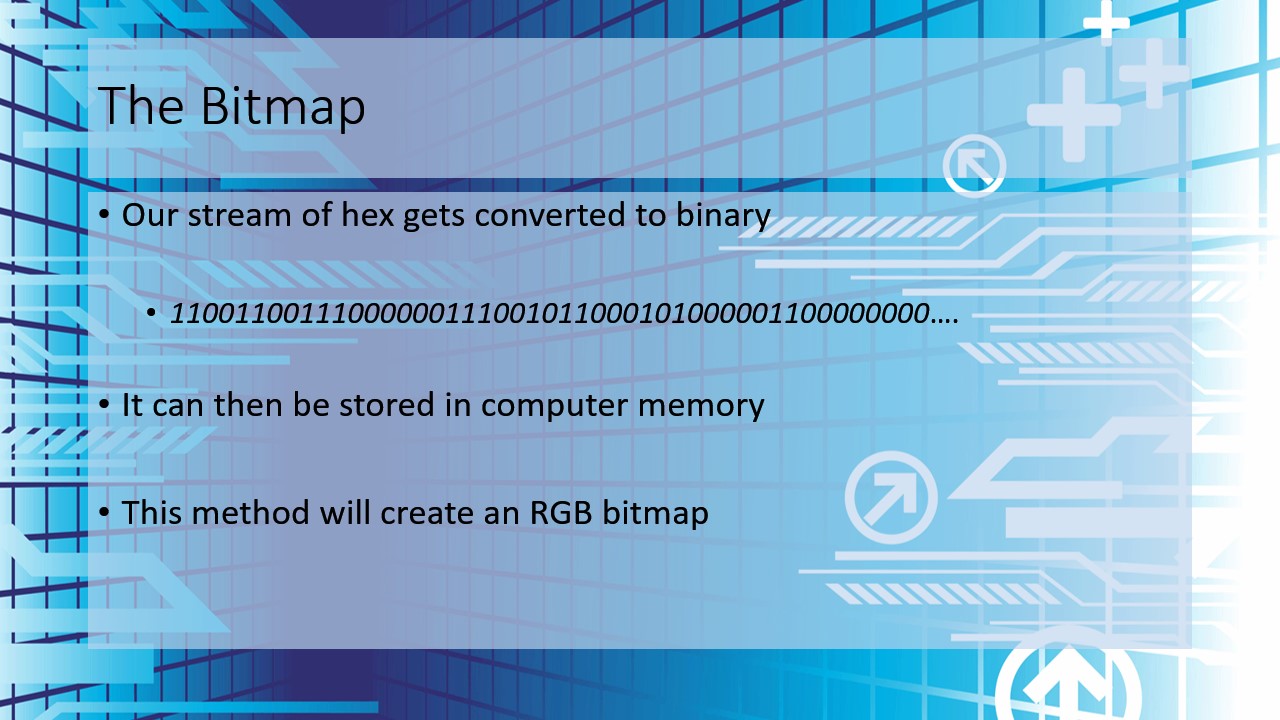 The Bitmap
• Our stream of hex gets converted to binary
• 110011001110000001110010110001010000011000000000….
• It can then be stored in computer memory
• This method will create an RGB bitmap